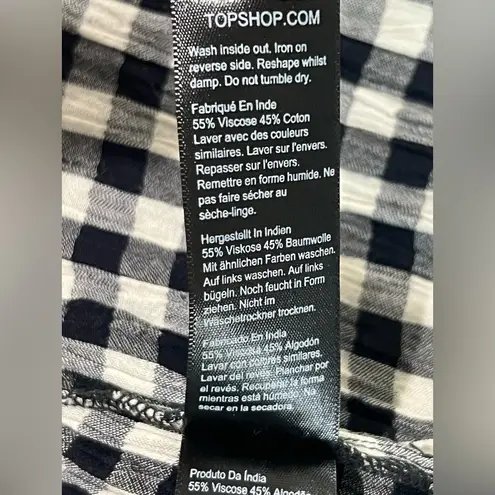 TOPSHOP.COM
Wash inside out. Iron on
reverse side. Reshape whilst
damp. Do not tumble dry.
Fabriqué En Inde
55% Viscose 45% Coton
Laver avec des couleurs
similaires. Laver sur l'envers.
Repasser sur l'envers.
Remettre en forme humide. Ne
pas faire sécher au
sèche-linge.
Hergestellt In Indien
55% Viskose 45% Baumwolle
Mit ähnlichen Farben waschen.
Auf links waschen. Auf links
bügeln. Noch feucht in Form
ziehen. Nicht im
Wäschetrockner trocknen.
Fabricado En India
55% Viscose 45% Algodón
Lavar con colores similares.
Lavar del revés. Planchar por
el revés. Recuperar la forma
mientras está húmedo. No
secar en la secadora.
Produto Da Índia
55% Viscose 45% Algodão